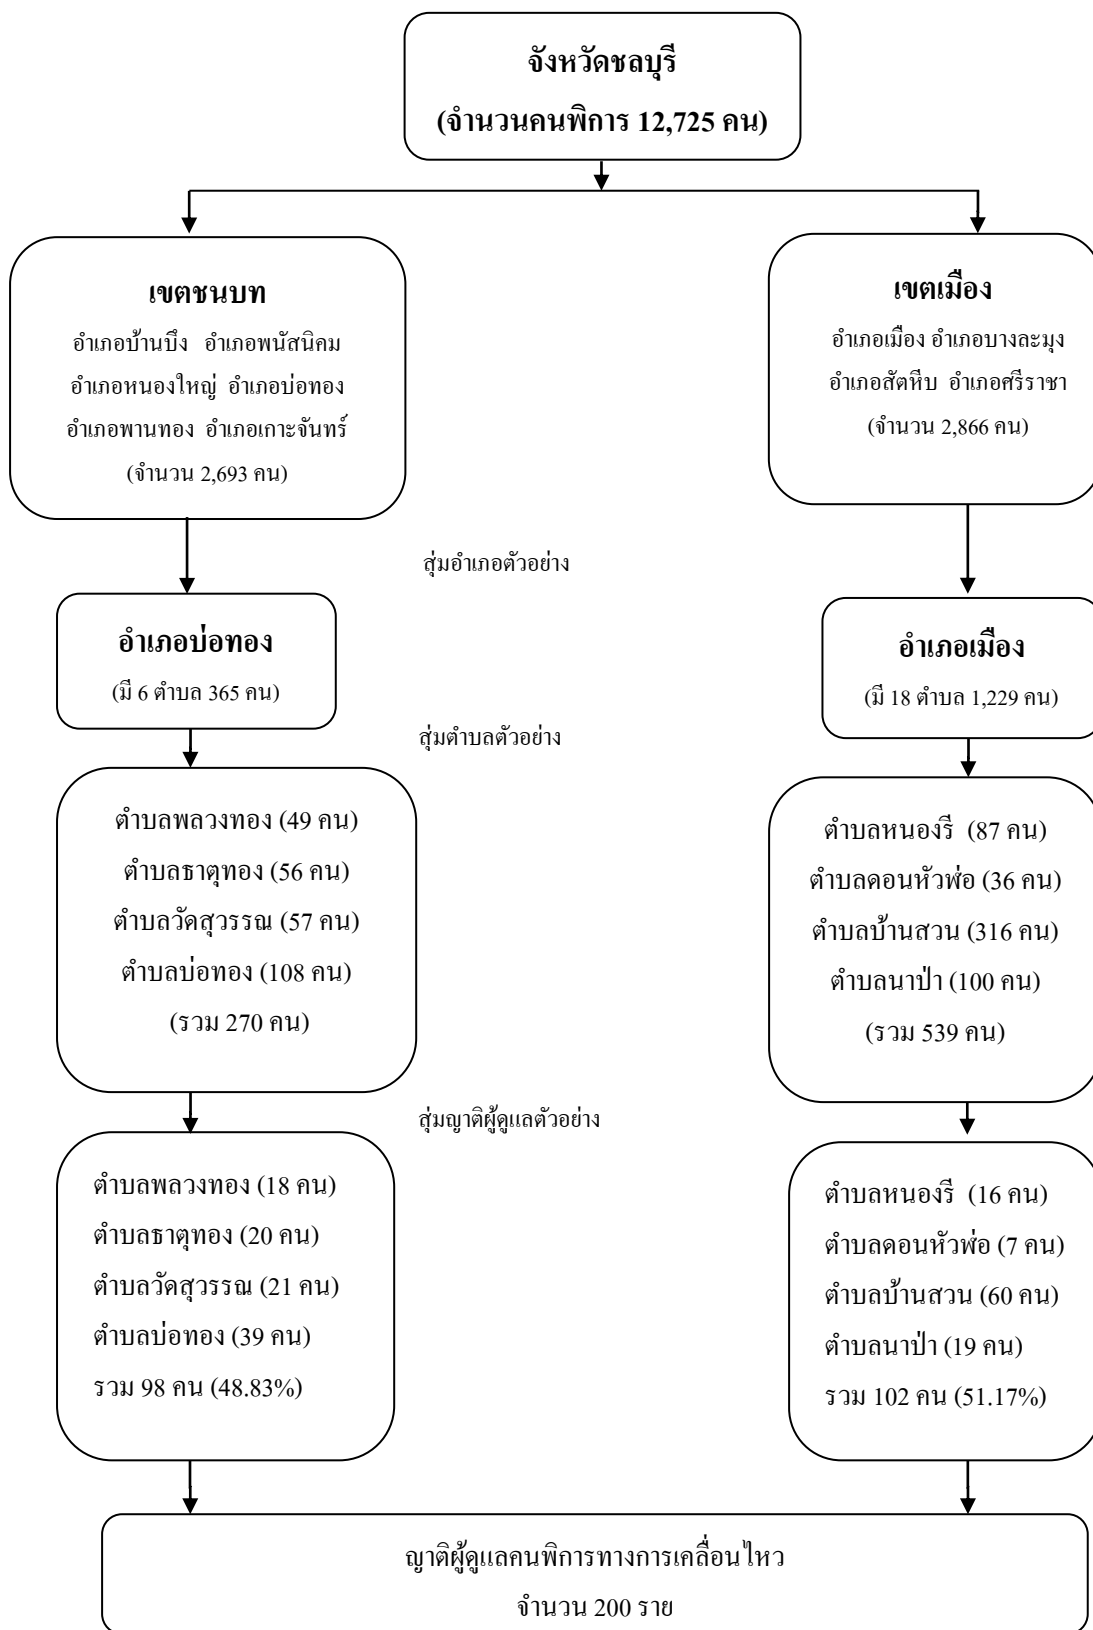 จังหวัดชลบุรี
(จำนวนคนพิการ 12,725 คน)
เขตชนบท
อำเภอบ้านบึง อำเภอพนัสนิคม
อำเภอหนองใหญ่ อำเภอบ่อทอง
อำเภอพานทอง อำเภอเกาะจันทร์
(จำนวน 2,693 คน)
เขตเมือง
อำเภอเมือง อำเภอบางละมุง
อำเภอสัตหีบ อำเภอศรีราชา
(จำนวน 2,866 คน)
สุ่มอำเภอตัวอย่าง
อำเภอบ่อทอง
(มี 6 ตำบล 365 คน)
อำเภอเมือง
(มี 18 ตำบล 1,229 คน)
สุ่มตำบลตัวอย่าง
ตำบลพลวงทอง (49 คน)
ตำบลธาตุทอง (56 คน)
ตำบลวัดสุวรรณ (57 คน)
ตำบลบ่อทอง (108 คน)
(รวม 270 คน)
ตำบลหนองรี (87 คน)
ตำบลดอนหัวฬ่อ (36 คน)
ตำบลบ้านสวน (316 คน)
ตำบลนาป่า (100 คน)
(รวม 539 คน)
สุ่มญาติผู้ดูแลตัวอย่าง
ตำบลพลวงทอง (18 คน)
ตำบลธาตุทอง (20 คน)
ตำบลวัดสุวรรณ (21 คน)
ตำบลบ่อทอง (39 คน)
รวม 98 คน (48.83%)
ตำบลหนองรี (16 คน)
ตำบลดอนหัวฬ่อ (7 คน)
ตำบลบ้านสวน (60 คน)
ตำบลนาป่า (19 คน)
รวม 102 คน (51.17%)
ญาติผู้ดูแลคนพิการทางการเคลื่อนไหว
จำนวน 200 ราย